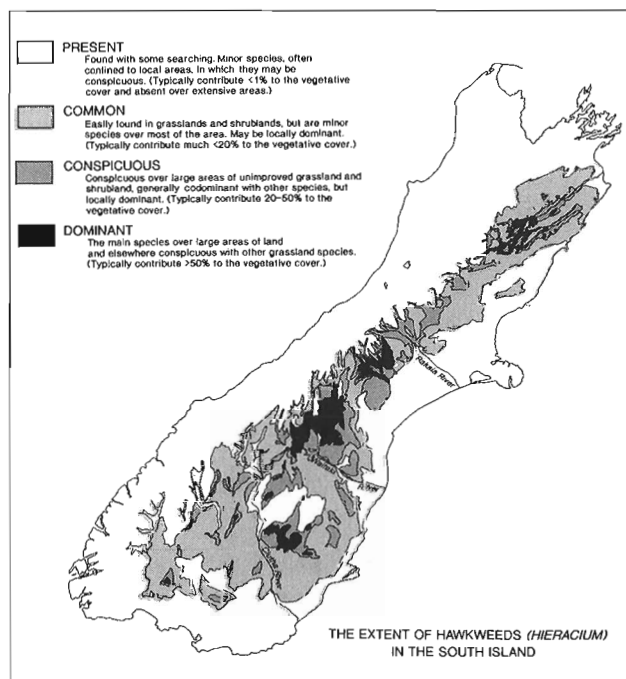 PRESENT
Found with some searching. Minor species, often
confined to local areas, in which they may be
conspicuous. (Typically contribute <1% to the vegetative
cover and absent over extensive areas.)
COMMON
Easily found in grasslands and shrublands, but are minor
species over most of the area. May be locally dominant.
(Typically contribute much <20% to the vegetative cover.)
CONSPICUOUS
Conspicuous over large areas of unimproved grassland and
shrubland, generally codominant with other species, but
locally dominant. (Typically contribute 20-50% to the
vegetative cover.)
DOMINANT
The main species over large areas of land
and elsewhere conspicuous with other grassland species.
(Typically contribute >50% to the vegetative cover.)
Rakaia River
THE EXTENT OF HAWKWEEDS (HIERACIUM)
IN THE SOUTH ISLAND